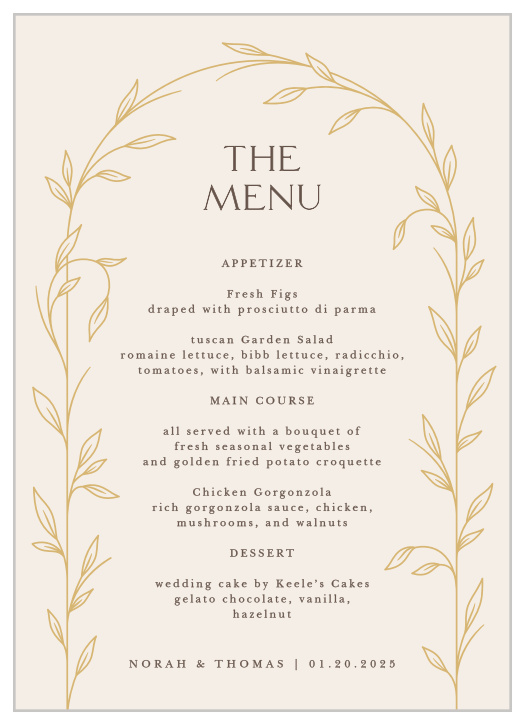 THE
MENU
APPETIZER
Fresh Figs
draped with prosciutto di parma
tuscan Garden Salad
romaine lettuce, bibb lettuce, radicchio,
tomatoes, with balsamic vinaigrette
MAIN COURSE
all served with a bouquet of
fresh seasonal vegetables
and golden fried potato croquette
Chicken Gorgonzola
rich gorgonzola sauce, chicken,
mushrooms, and walnuts
DESSERT
wedding cake by Keele's Cakes
gelato chocolate, vanilla,
hazelnut
NORAH & THOMAS | 01.20.2025